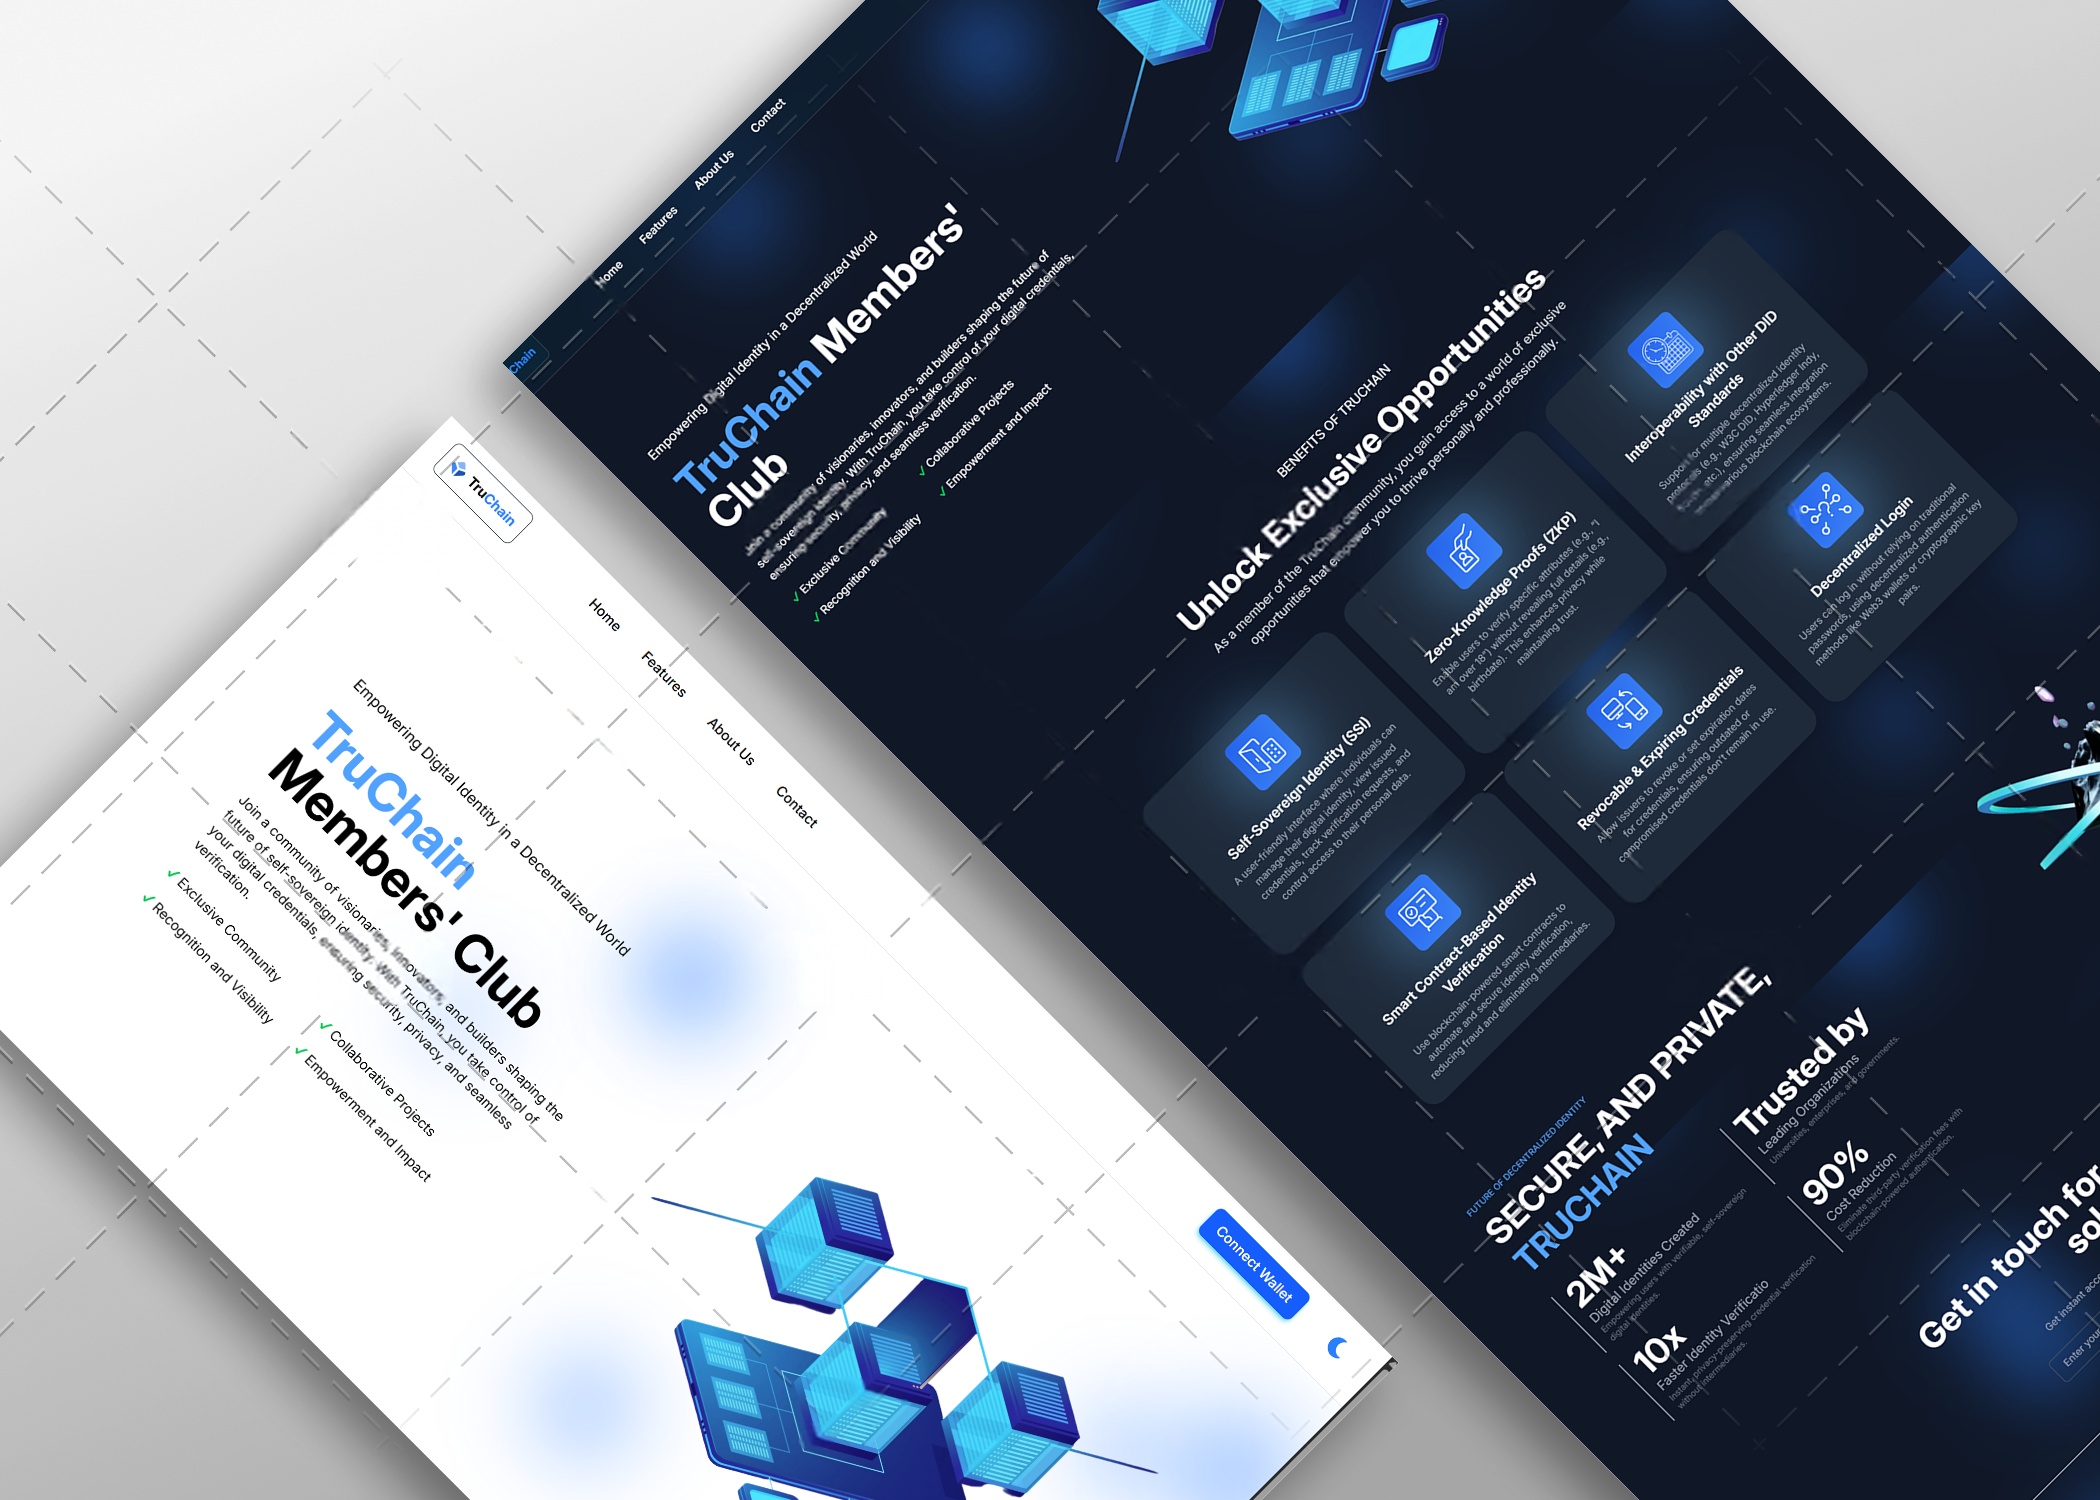 TruChain
Home
Features
About Us
Contact
Connect Wallet
Empowering Digital Identity in a Decentralized World
TruChain
Members' Club
Join a community of visionaries, innovators, and builders shaping the
future of self-sovereign identity. With TruChain, you take control of
your digital credentials, ensuring security, privacy, and seamless
verification.
✓ Exclusive Community
✓ Collaborative Projects
✓ Recognition and Visibility
✓ Empowerment and Impact
Chain
Home
Features
About Us
Contact
Empowering Digital Identity in a Decentralized World
TruChain Members'
Club
Join a community of visionaries, innovators, and builders shaping the future of
self-sovereign identity. With TruChain, you take control of your digital credentials,
ensuring security, privacy, and seamless verification.
✓ Exclusive Community
✓ Collaborative Projects
✓ Recognition and Visibility
✓ Empowerment and Impact
BENEFITS OF TRUCHAIN
Unlock Exclusive Opportunities
As a member of the TruChain community, you gain access to a world of exclusive
opportunities that empower you to thrive personally and professionally.
Self-Sovereign Identity (SSI)
A user-friendly interface where individuals can
manage their digital identity, view issued
credentials, track verification requests, and
control access to their personal data.
Zero-Knowledge Proofs (ZKP)
Enable users to verify specific attributes (e.g., "I
am over 18") without revealing full details (e.g.,
birthdate). This enhances privacy while
maintaining trust.
Interoperability with Other DID
Standards
Support for multiple decentralized identity
protocols (e.g., W3C DID, Hyperledger Indy,
etc.), ensuring seamless integration
various blockchain ecosystems.
Smart Contract-Based Identity
Verification
Use blockchain-powered smart contracts to
automate and secure identity verification,
reducing fraud and eliminating intermediaries.
Revocable & Expiring Credentials
Allow issuers to revoke or set expiration dates
for credentials, ensuring outdated or
compromised credentials don't remain in use.
Decentralized Login
Users can log in without relying on traditional
passwords, using decentralized authentication
methods like Web3 wallets or cryptographic key
pairs.
FUTURE OF DECENTRALIZED IDENTITY
SECURE, AND PRIVATE,
TRUCHAIN
2M+
Digital Identities Created
Empowering users with verifiable, self-sovereign
digital identities.
Trusted by
Leading Organizations
Universities, enterprises, and governments.
10x
Faster Identity Verificatio
Instant, privacy-preserving credential verification
without intermediaries.
90%
Cost Reduction
Eliminate third-party verification fees with
blockchain-powered authentication.
Get in touch for
sol
Get instant acc
Enter your